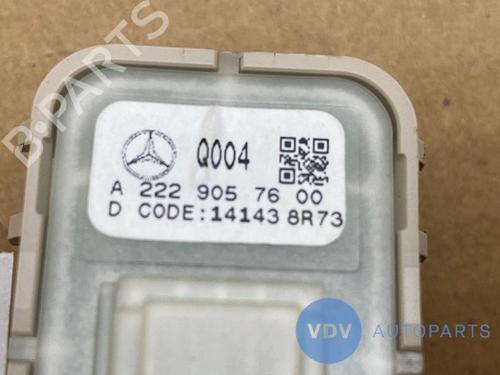 Q004
A 222 905 76 00
D CODE:14143 8R73
B-PARTS
VDV AUTOPARTS